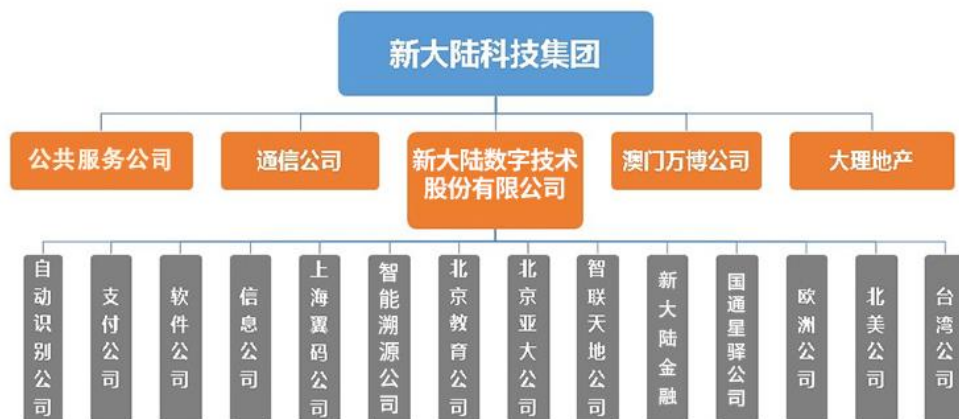 新大陆科技集团
公共服务公司
通信公司
新大陆数字技术
股份有限公司
澳门万博公司
大理地产
自动识别公司
支付公司
软件公司
信息公司
上海翼码公司
智能溯源公司
北京教育公司
北京亚大公司
智联天地公司
新大陆金融
国通星驿公司
欧洲公司
北美公司
台湾公司